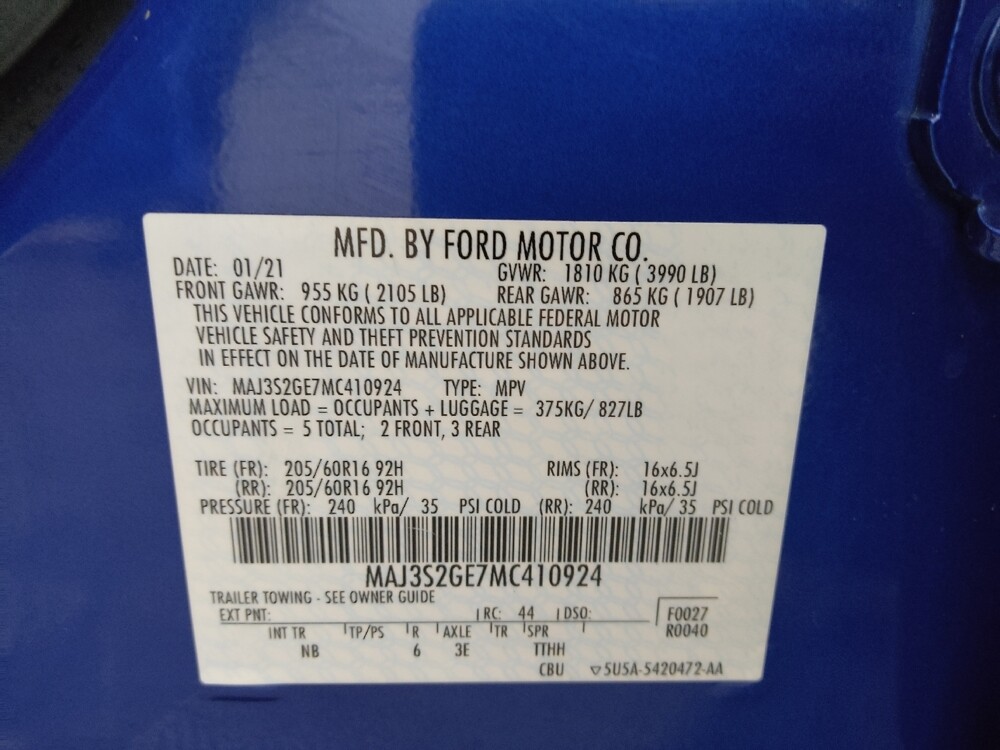 MFD. BY FORD MOTOR CO.
DATE: 01/21 GVWR: 1810 KG ( 3990 LB)
FRONT GAWR: 955 KG ( 2105 LB) REAR GAWR: 865 KG ( 1907 LB)
THIS VEHICLE CONFORMS TO ALL APPLICABLE FEDERAL MOTOR
VEHICLE SAFETY AND THEFT PREVENTION STANDARDS
IN EFFECT ON THE DATE OF MANUFACTURE SHOWN ABOVE.
VIN: MAJ3S2GE7MC410924 TYPE: MPV
MAXIMUM LOAD = OCCUPANTS + LUGGAGE = 375KG/ 827LB
OCCUPANTS = 5 TOTAL; 2 FRONT, 3 REAR
TIRE (FR): 205/60R16 92H RIMS (FR): 16x6.5J
(RR): 205/60R16 92H (RR): 16x6.5J
PRESSURE (FR): 240 kPa/ 35 PSI COLD (RR): 240 kPa/ 35 PSI COLD
MAJ3S2GE7MC410924
TRAILER TOWING - SEE OWNER GUIDE
EXT PNT: RC: 44 DSO: F0027
INT TR TP/PS R AXLE TR SPR R0040
NB 6 3E TTHH
CBU ▽5U5A-5420472-AA